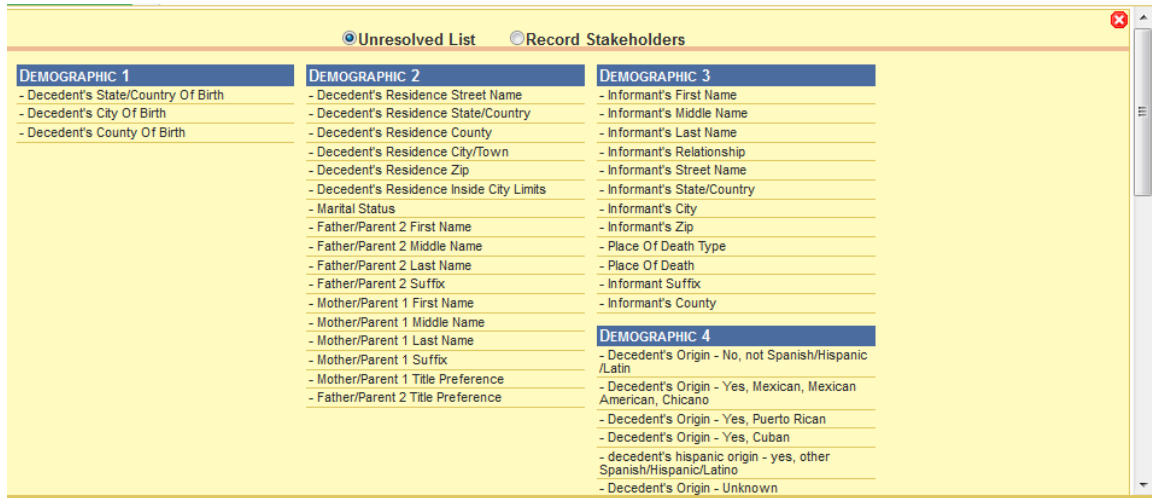 Unresolved List Record Stakeholders
DEMOGRAPHIC 1
- Decedent's State/Country Of Birth
- Decedent's City Of Birth
- Decedent's County Of Birth
DEMOGRAPHIC 2
- Decedent's Residence Street Name
- Decedent's Residence State/Country
- Decedent's Residence County
- Decedent's Residence City/Town
- Decedent's Residence Zip
- Decedent's Residence Inside City Limits
- Marital Status
- Father/Parent 2 First Name
- Father/Parent 2 Middle Name
- Father/Parent 2 Last Name
- Father/Parent 2 Suffix
- Mother/Parent 1 First Name
- Mother/Parent 1 Middle Name
- Mother/Parent 1 Last Name
- Mother/Parent 1 Suffix
- Mother/Parent 1 Title Preference
- Father/Parent 2 Title Preference
DEMOGRAPHIC 3
- Informant's First Name
- Informant's Middle Name
- Informant's Last Name
- Informant's Relationship
- Informant's Street Name
- Informant's State/Country
- Informant's City
- Informant's Zip
- Place Of Death Type
- Place Of Death
- Informant Suffix
- Informant's County
DEMOGRAPHIC 4
- Decedent's Origin - No, not Spanish/Hispanic
/Latin
- Decedent's Origin - Yes, Mexican, Mexican
American, Chicano
- Decedent's Origin - Yes, Puerto Rican
- Decedent's Origin - Yes, Cuban
- decedent's hispanic origin - yes, other
Spanish/Hispanic/Latino
- Decedent's Origin - Unknown